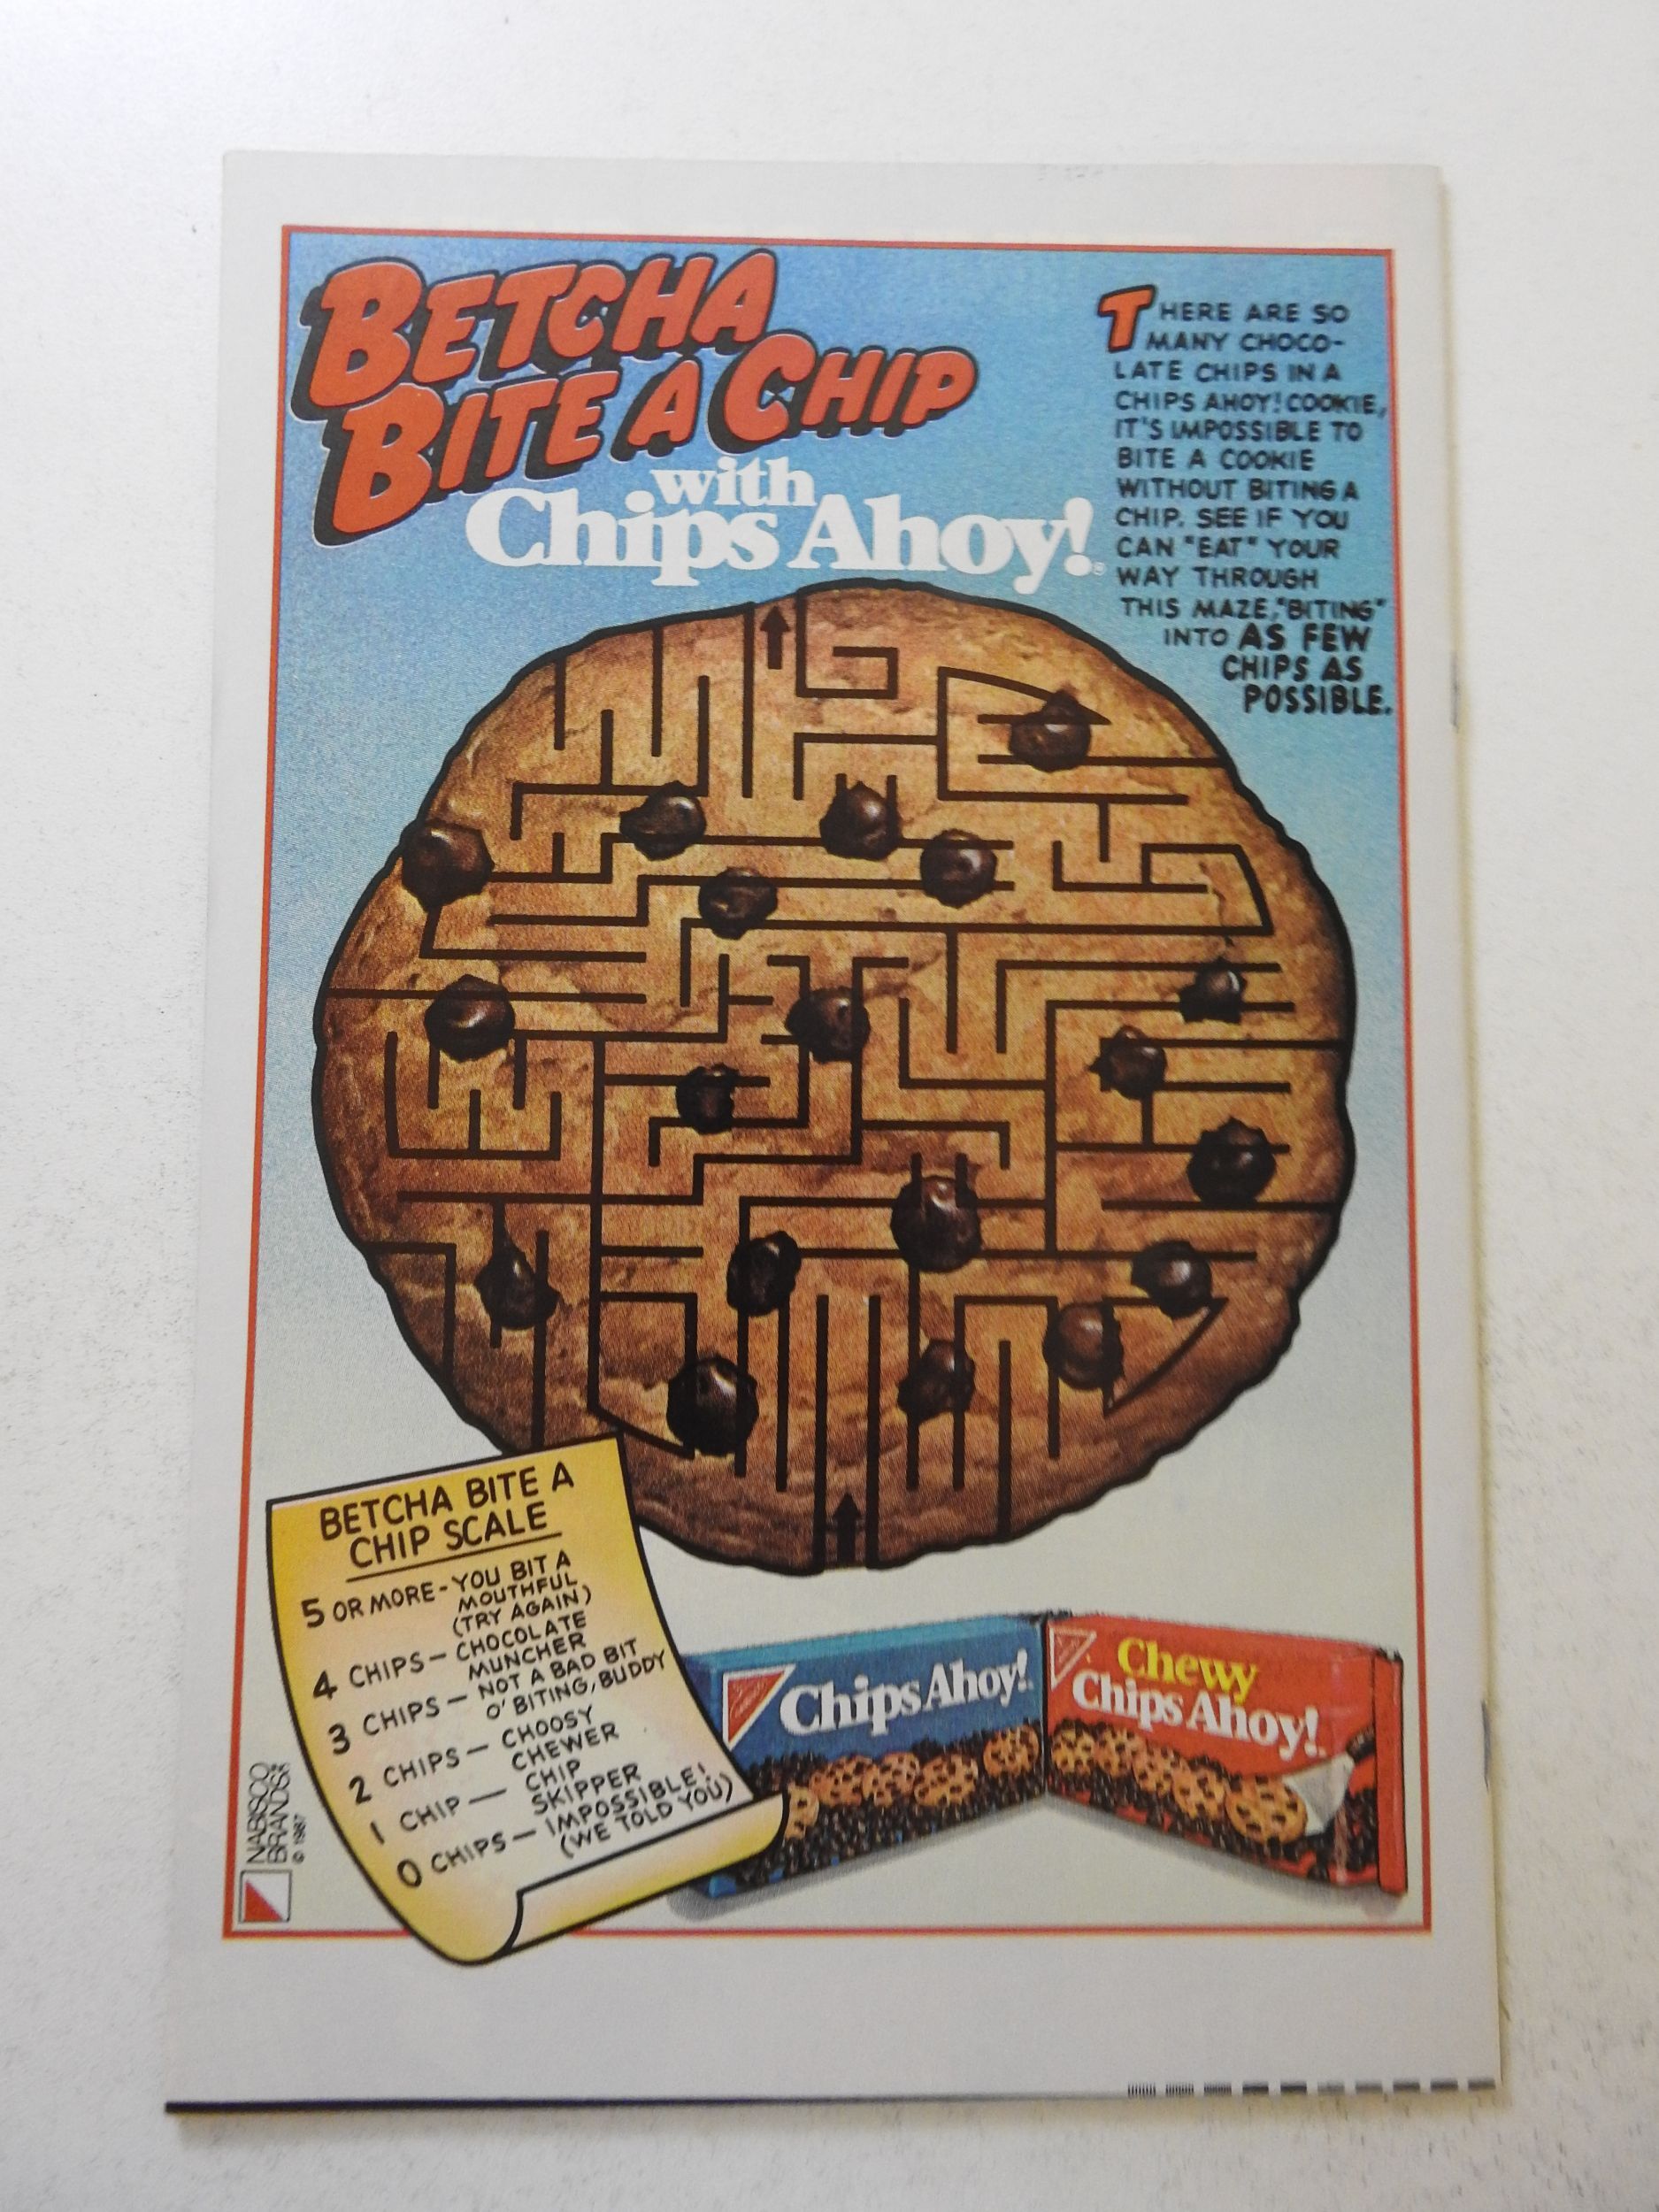 BETCHA
BITE A CHIP
with
Chips Ahoy!®
THERE ARE SO
MANY CHOCO-
LATE CHIPS IN A
CHIPS AHOY! COOKIE,
IT'S IMPOSSIBLE TO
BITE A COOKIE
WITHOUT BITING A
CHIP. SEE IF YOU
CAN "EAT" YOUR
WAY THROUGH
THIS MAZE, "BITING"
INTO AS FEW
CHIPS AS
POSSIBLE.
BETCHA BITE A
CHIP SCALE
5 OR MORE - YOU BIT A
MOUTHFUL
(TRY AGAIN)
4 CHIPS - CHOCOLATE
MUNCHER
3 CHIPS - NOT A BAD BIT
O' BITING, BUDDY
2 CHIPS - CHOOSY
CHEWER
1 CHIP - CHIP
SKIPPER
0 CHIPS - IMPOSSIBLE!
(WE TOLD YOU)
NABISCO
BRANDS
© 1987
Chips Ahoy!
Chewy
Chips Ahoy!